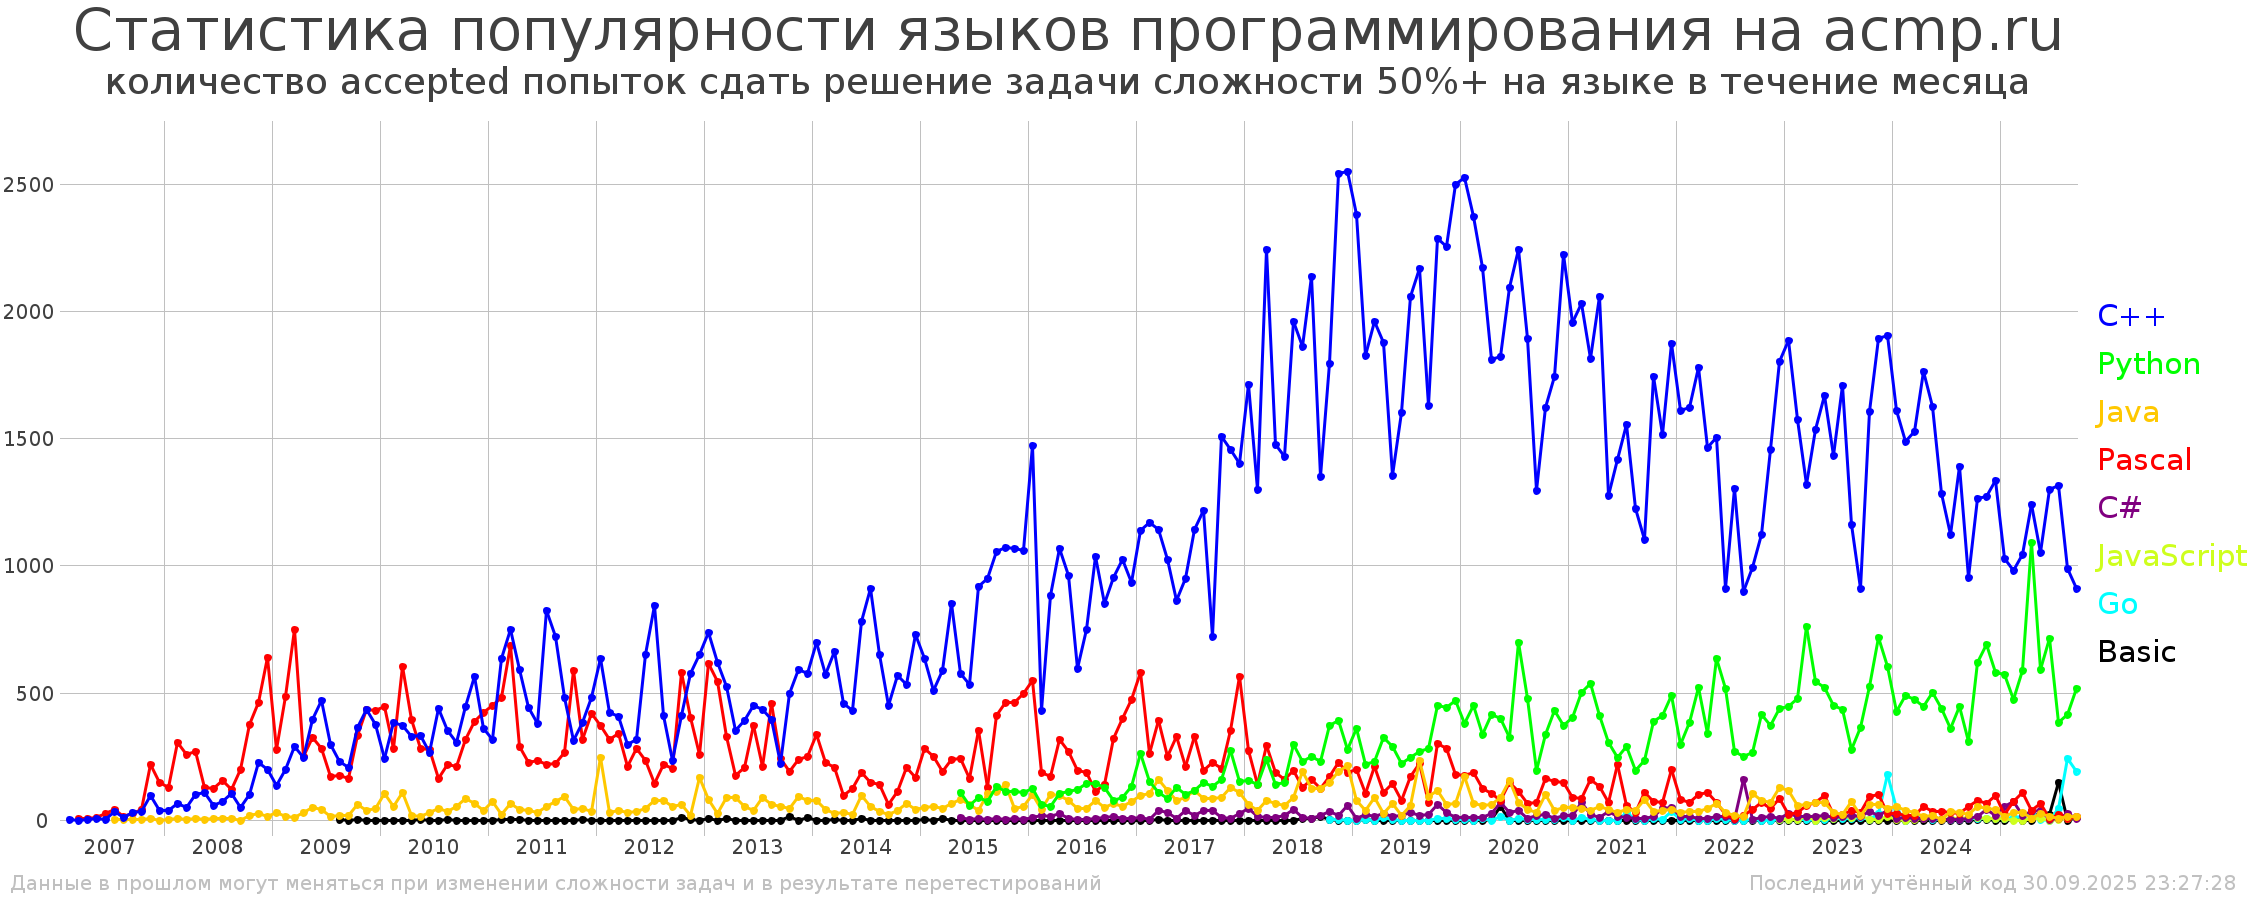 Статистика популярности языков программирования на acmp.ru
количество accepted попыток сдать решение задачи сложности 50%+ на языке в течение месяца
2500
2000
1500
1000
500
0
C++
Python
Java
Pascal
C#
JavaScript
Go
Basic
2007 2008 2009 2010 2011 2012 2013 2014 2015 2016 2017 2018 2019 2020 2021 2022 2023 2024
Данные в прошлом могут меняться при изменении сложности задач и в результате перетестирований
Последний учтённый код 30.09.2025 23:27:28